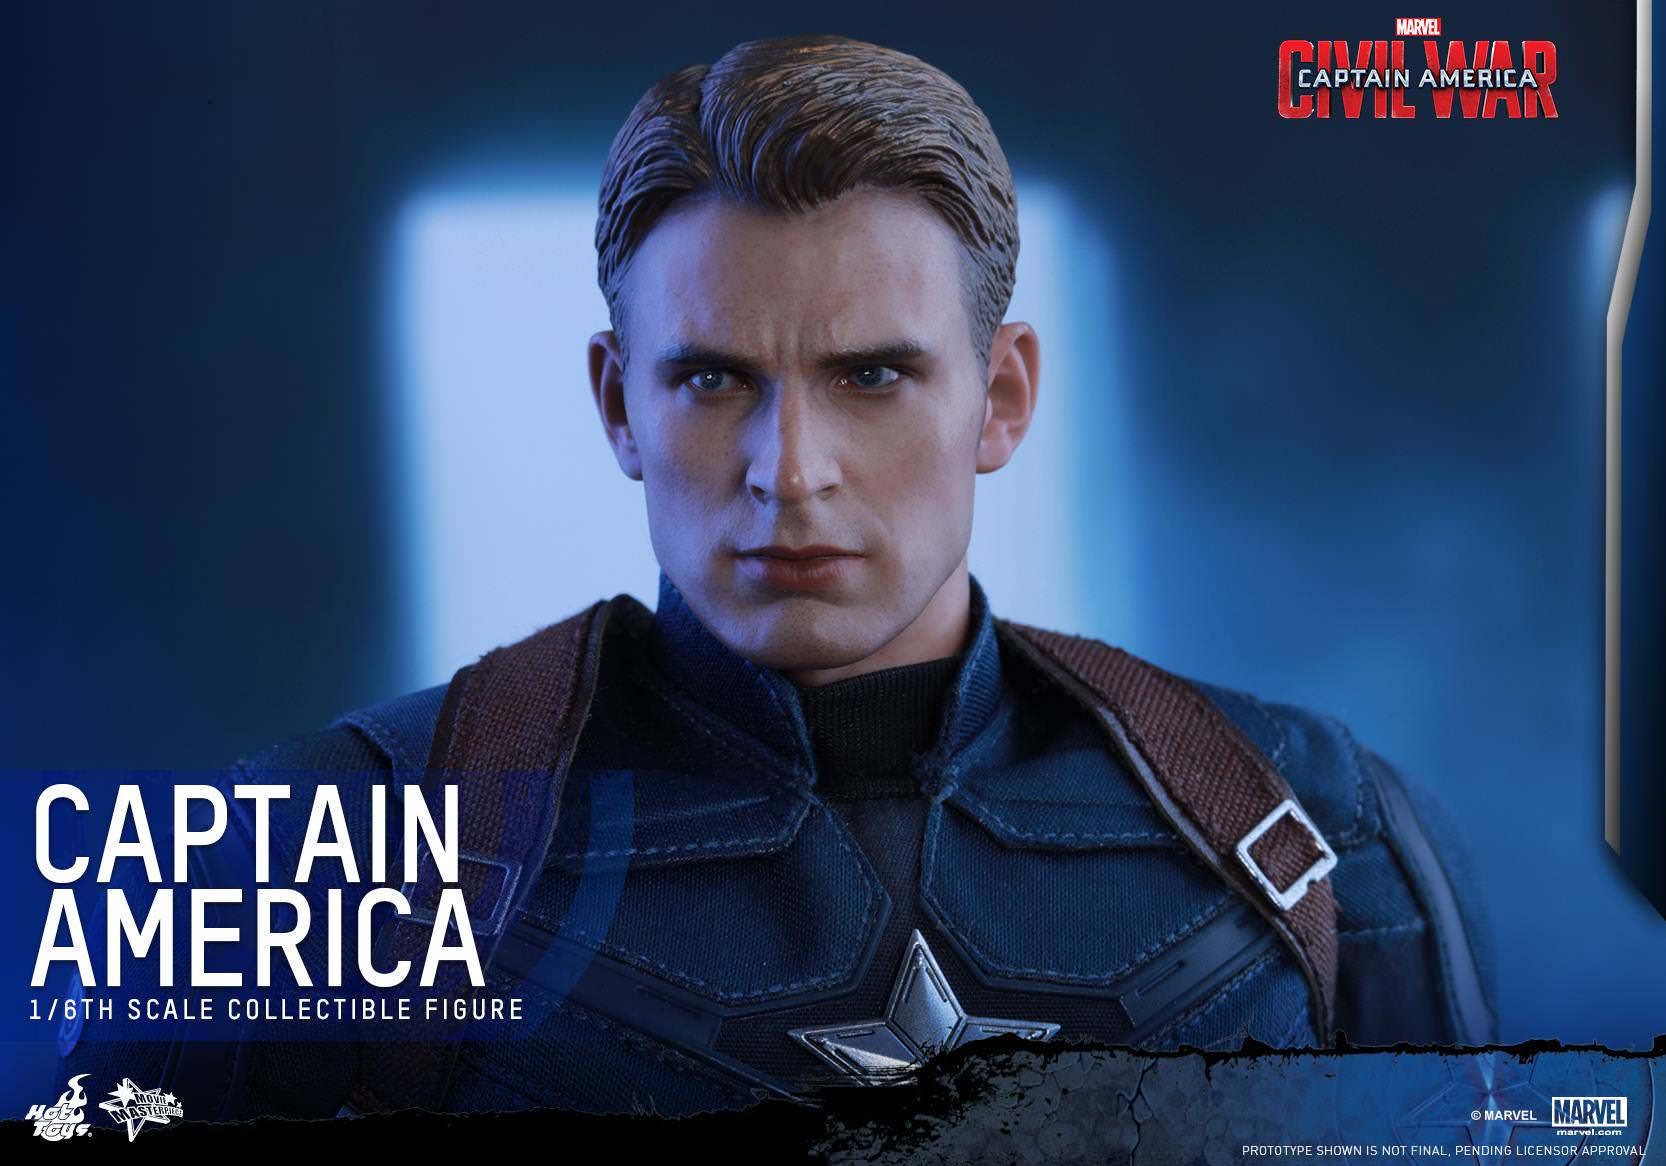 MARVEL
CIVIL WAR
CAPTAIN AMERICA
CAPTAIN
AMERICA
1/6TH SCALE COLLECTIBLE FIGURE
Hot
Toys®
MOVIE
MASTERPIECE
© MARVEL
MARVEL
marvel.com
PROTOTYPE SHOWN IS NOT FINAL, PENDING LICENSOR APPROVAL